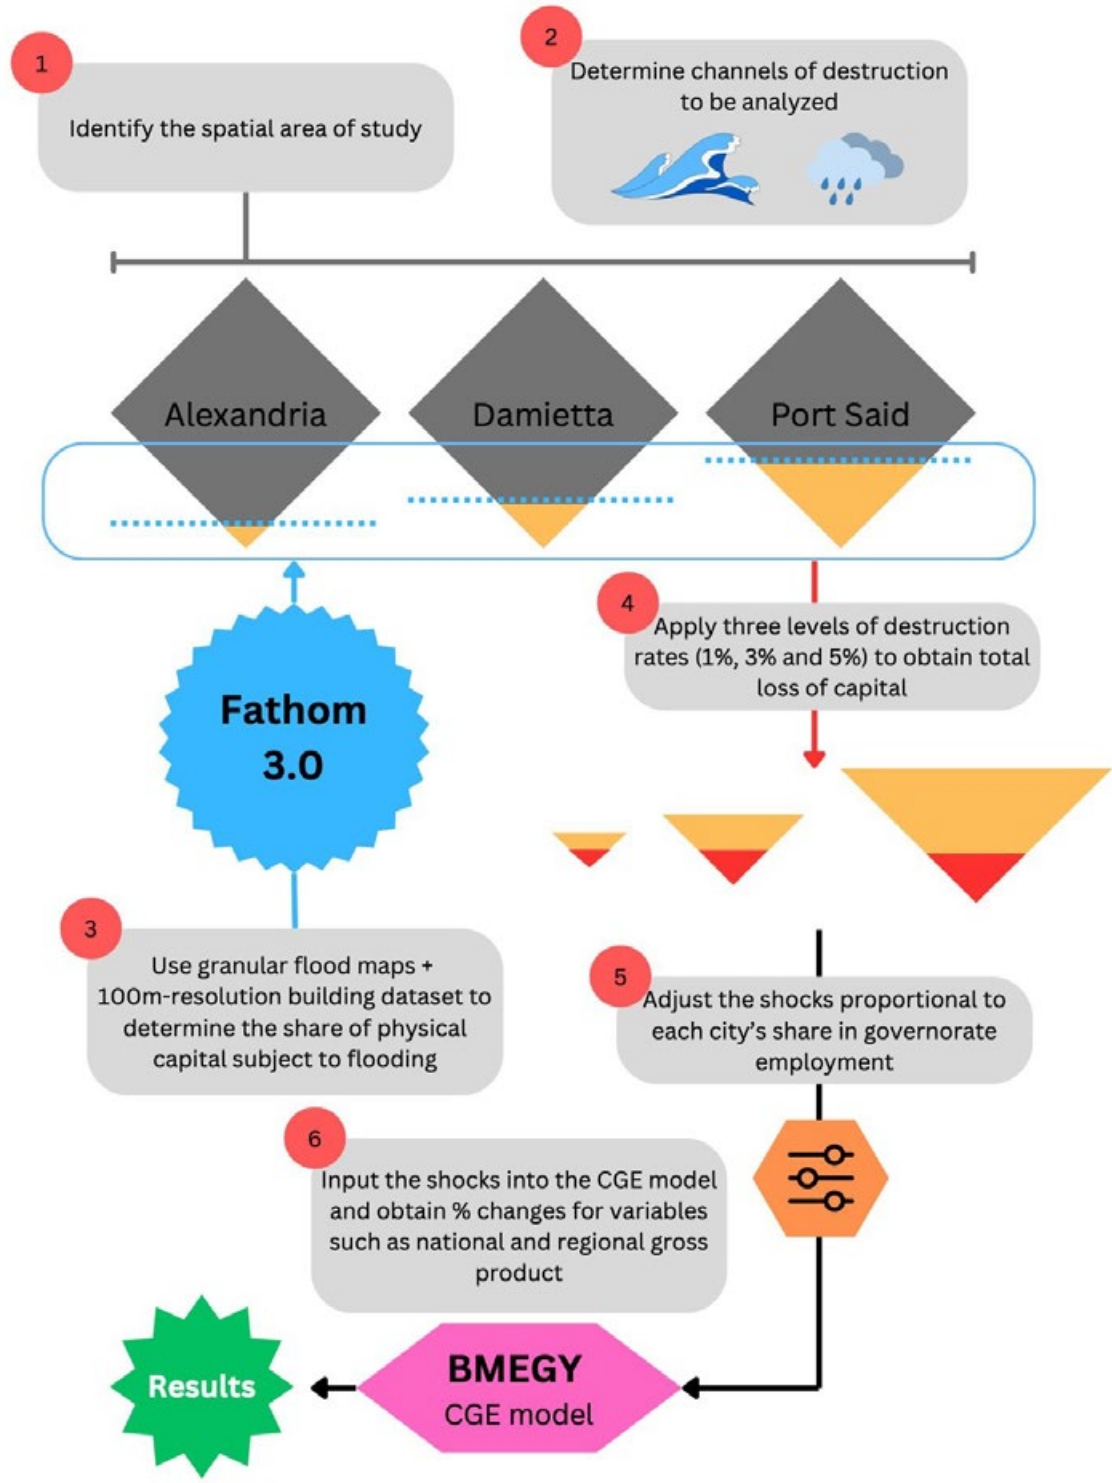 1
Identify the spatial area of study
2
Determine channels of destruction
to be analyzed
Alexandria
Damietta
Port Said
Fathom
3.0
3
Use granular flood maps +
100m-resolution building dataset to
determine the share of physical
capital subject to flooding
4
Apply three levels of destruction
rates (1%, 3% and 5%) to obtain total
loss of capital
5
Adjust the shocks proportional to
each city's share in governorate
employment
6
Input the shocks into the CGE model
and obtain % changes for variables
such as national and regional gross
product
BMEGY
CGE model
Results